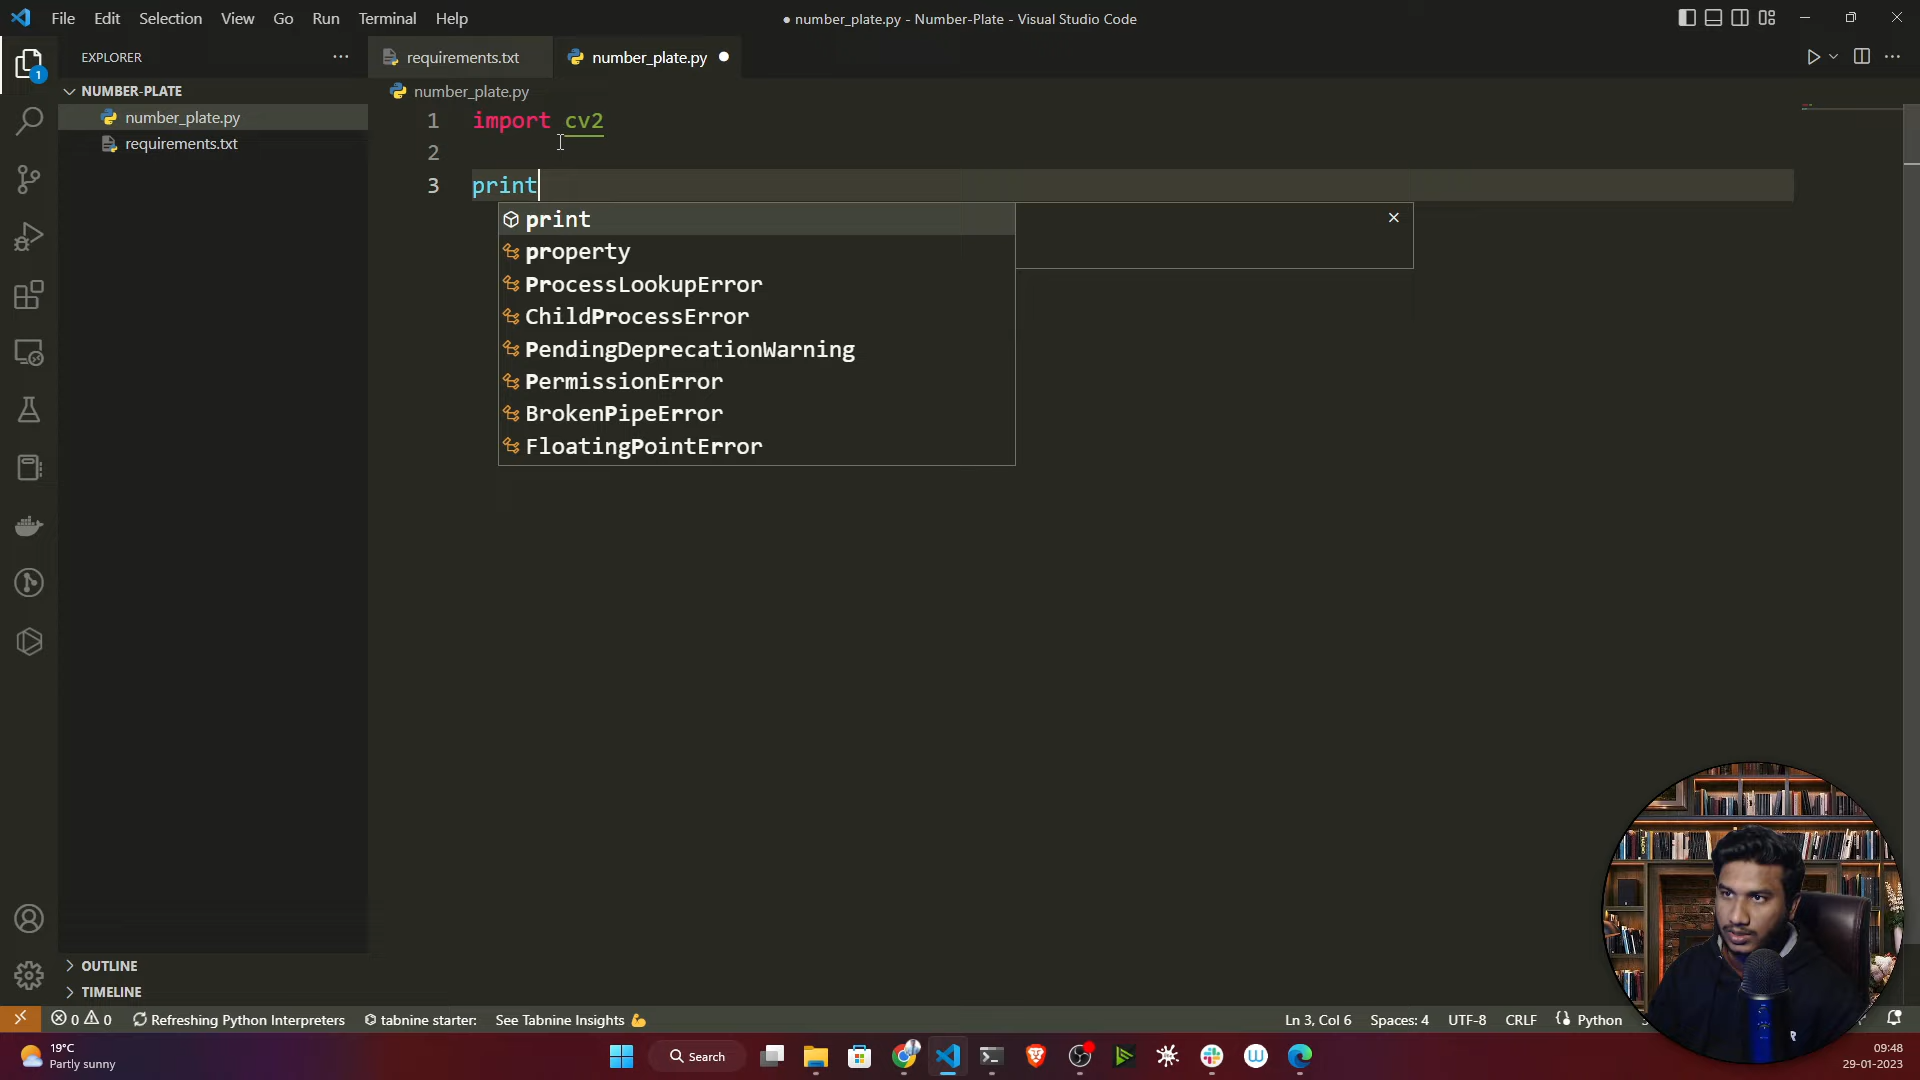 File Edit Selection View Go Run Terminal Help
● number_plate.py - Number-Plate - Visual Studio Code
EXPLORER
requirements.txt
number_plate.py
1
NUMBER-PLATE
number_plate.py
requirements.txt
number_plate.py
1 import cv2
2
3 print
print
property
ProcessLookupError
ChildProcessError
PendingDeprecationWarning
PermissionError
BrokenPipeError
FloatingPointError
OUTLINE
TIMELINE
0 0 Refreshing Python Interpreters tabnine starter: See Tabnine Insights Ln 3, Col 6 Spaces: 4 UTF-8 CRLF Python
19°C
Partly sunny
Search
09:48
29-01-2023